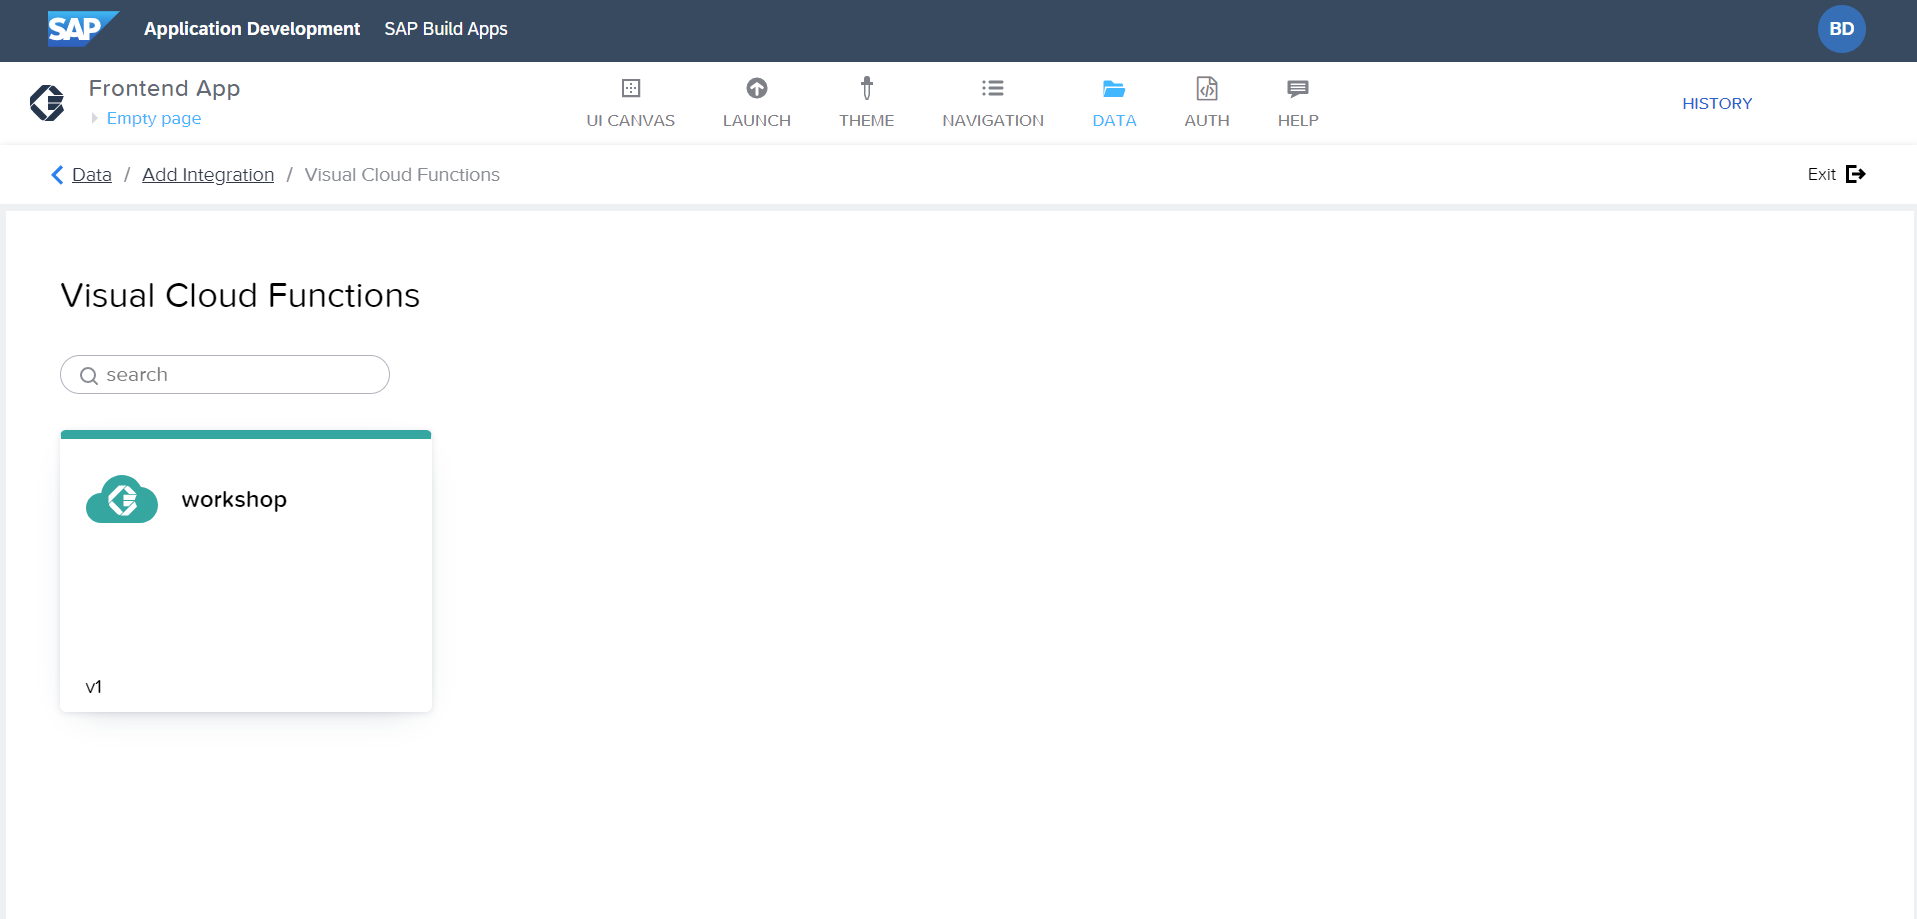 SAP Application Development SAP Build Apps BD
Frontend App
Empty page
UI CANVAS LAUNCH THEME NAVIGATION DATA AUTH HELP
HISTORY
Data / Add Integration / Visual Cloud Functions
Exit
Visual Cloud Functions
search
workshop
v1